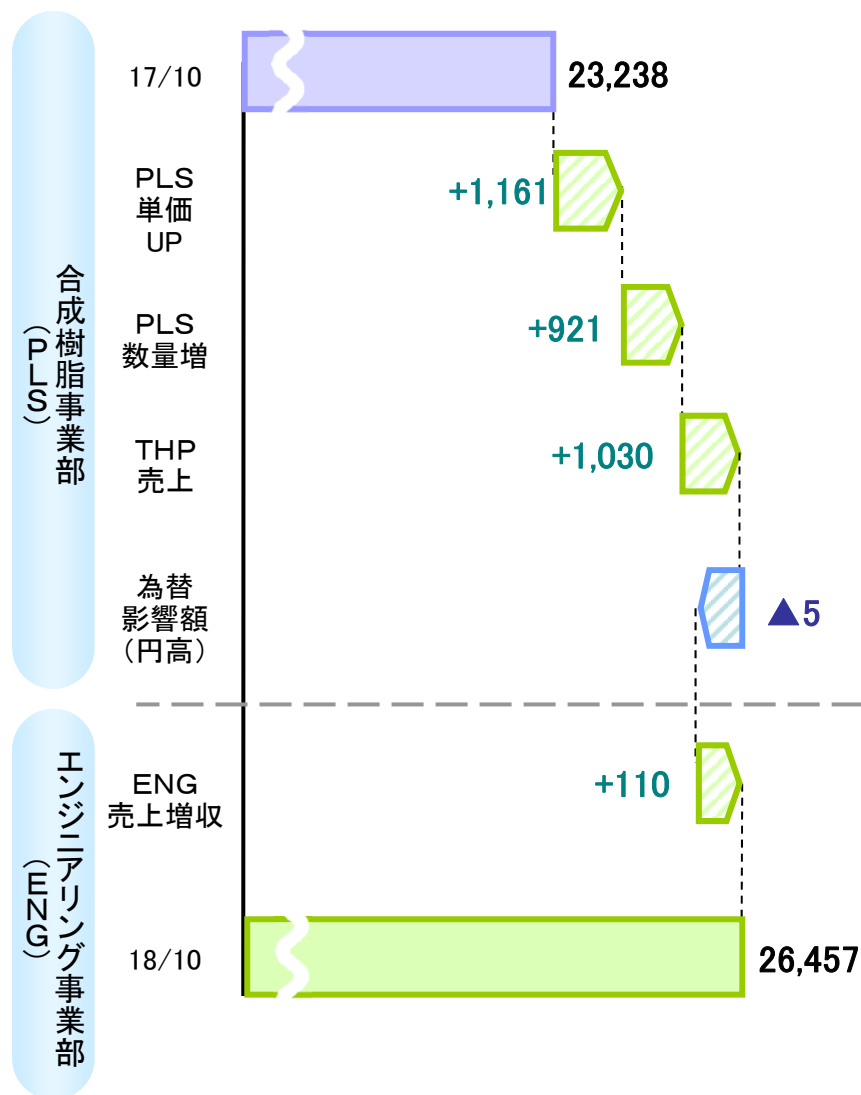 合成樹脂事業部
（ＰＬＳ）
17/10
23,238
PLS
単価
UP
+1,161
PLS
数量増
+921
THP
売上
+1,030
為替
影響額
（円高）
▲5
エンジニアリング事業部
（ＥＮＧ）
ENG
売上増収
+110
18/10
26,457